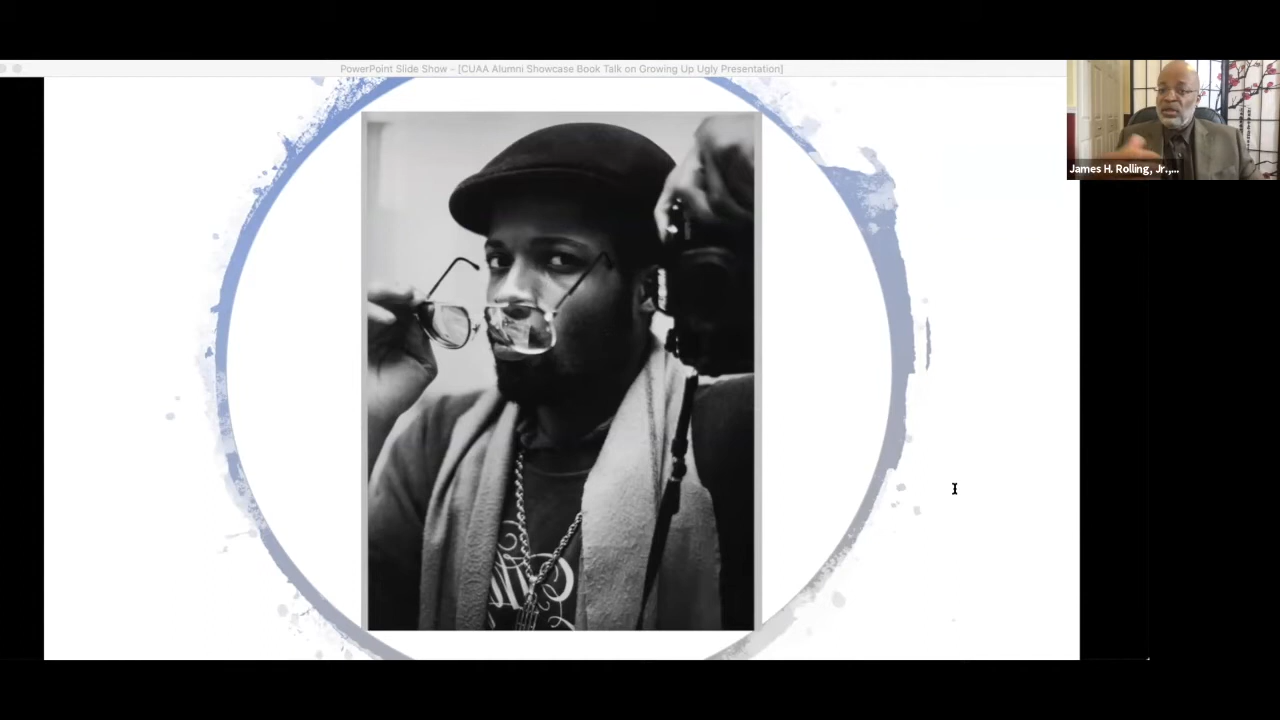 PowerPoint Slide Show - [CUAA Alumni Showcase Book Talk on Growing Up Ugly Presentation]
James H. Rolling, Jr.,...